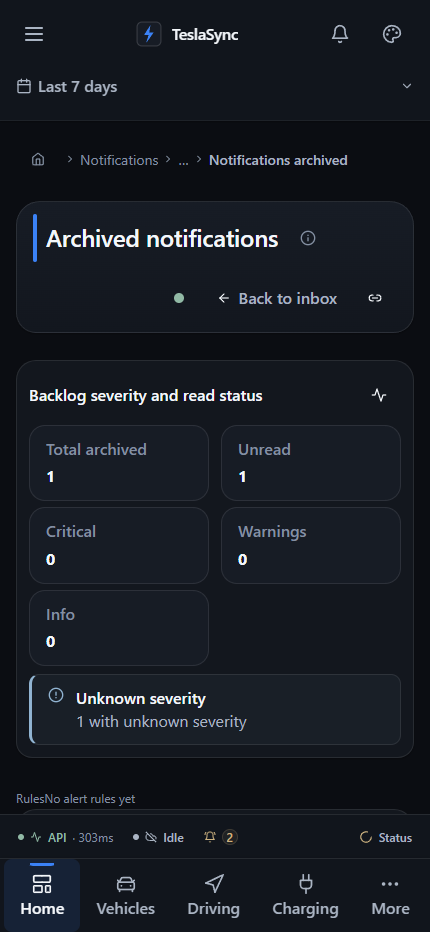 TeslaSync
Last 7 days
Notifications > ... > Notifications archived
Archived notifications
Back to inbox
Backlog severity and read status
Total archived
1
Unread
1
Critical
0
Warnings
0
Info
0
Unknown severity
1 with unknown severity
RulesNo alert rules yet
API · 303ms
Idle
2
Status
Home
Vehicles
Driving
Charging
More